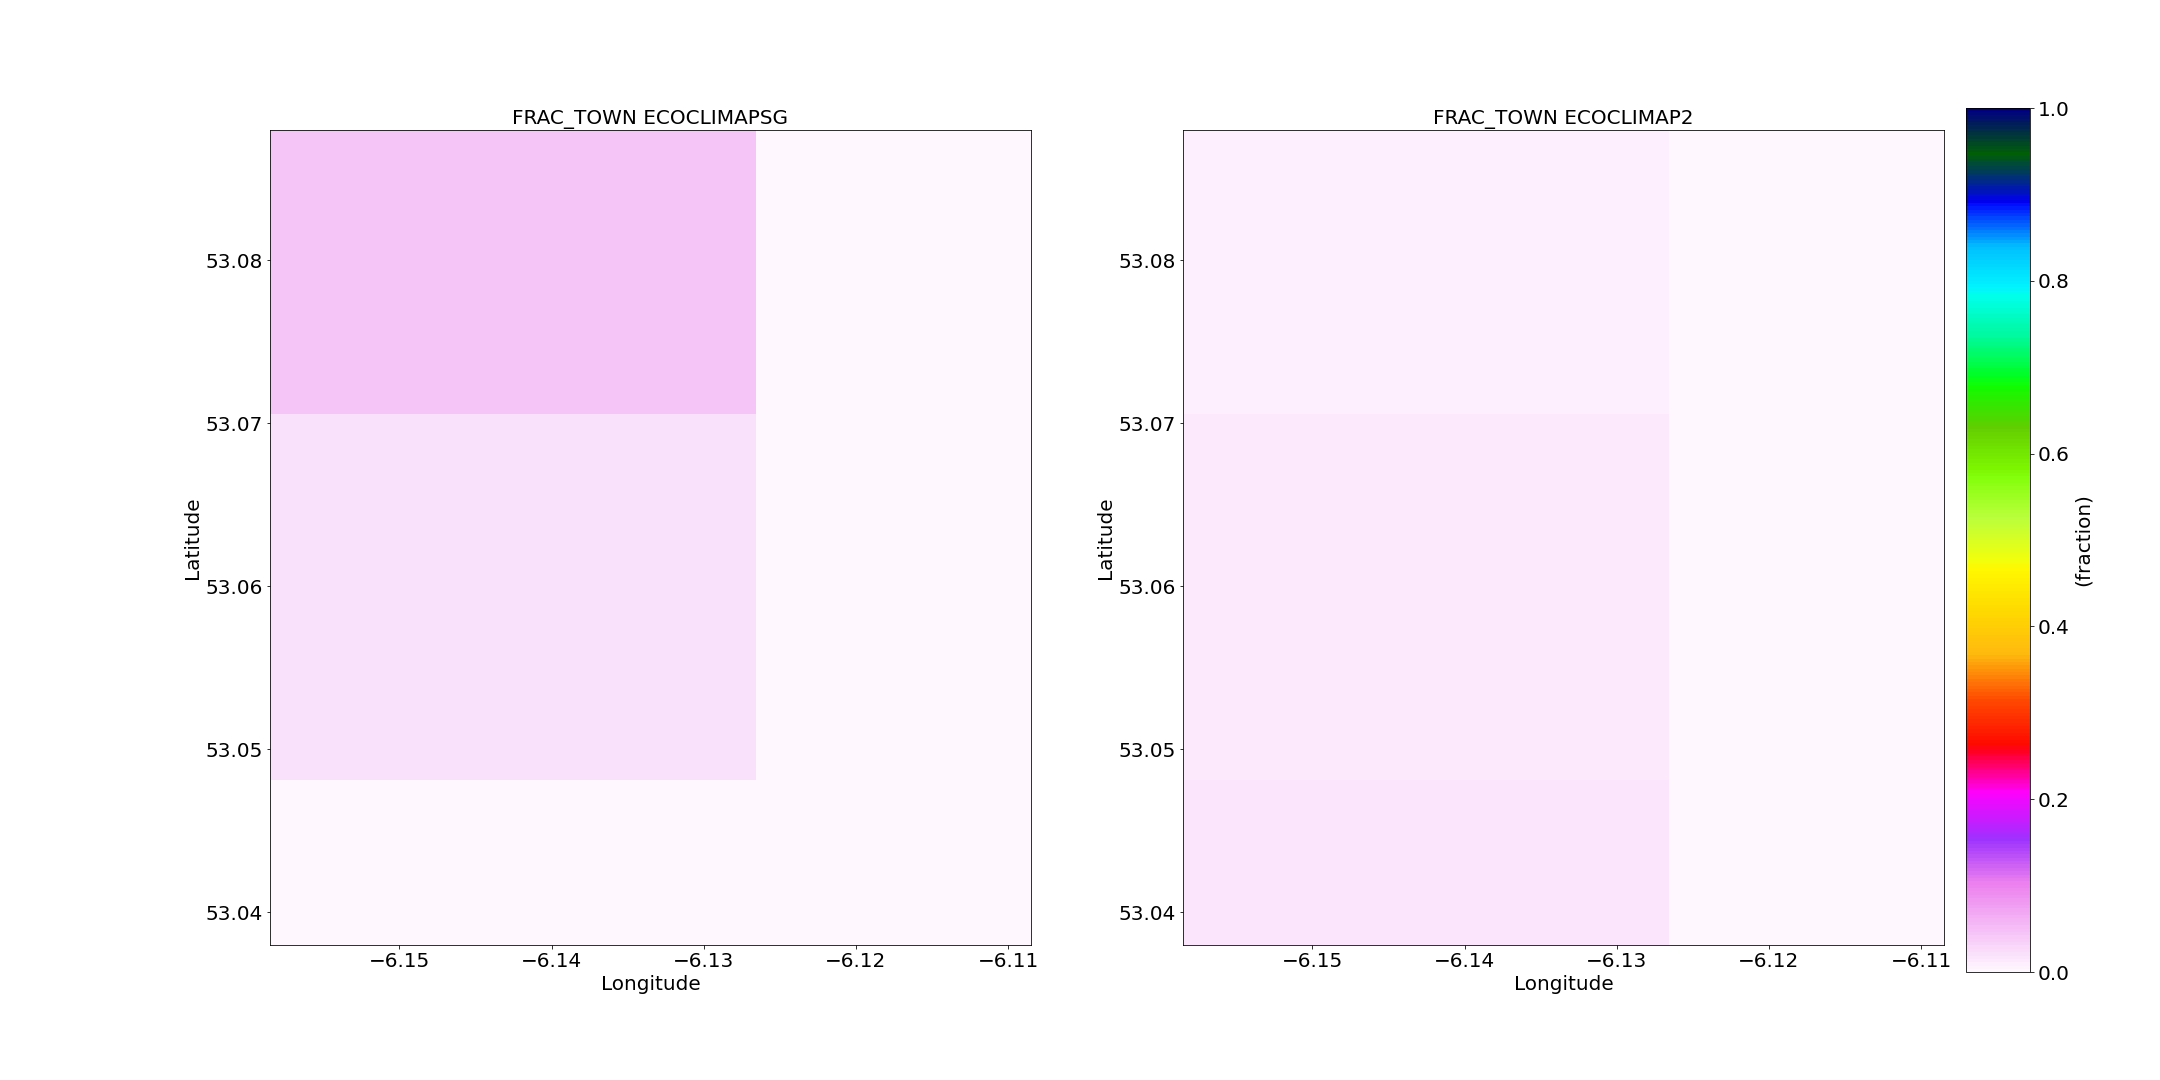 FRAC_TOWN ECOCLIMAPSG
53.08
53.07
53.06
53.05
53.04
Latitude
−6.15 −6.14 −6.13 −6.12 −6.11
Longitude
FRAC_TOWN ECOCLIMAP2
53.08
53.07
53.06
53.05
53.04
Latitude
−6.15 −6.14 −6.13 −6.12 −6.11
Longitude
1.0
0.8
0.6
0.4
0.2
0.0
(fraction)